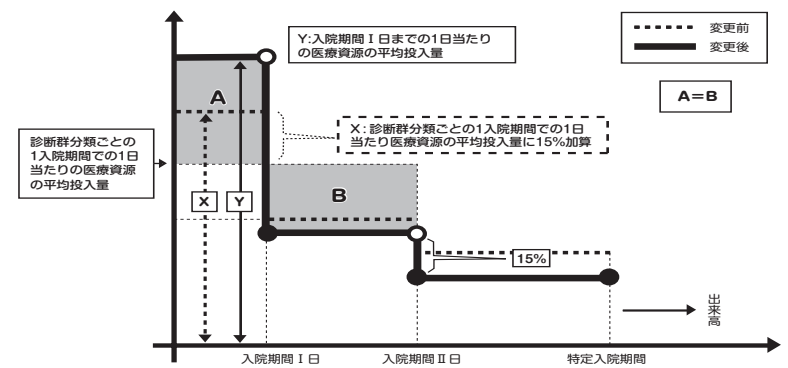 Y:入院期間Ⅰ日までの1日当たり
の医療資源の平均投入量
変更前
変更後
A
A＝B
X：診断群分類ごとの1入院期間での1日
当たり医療資源の平均投入量に15%加算
診断群分類ごとの
1入院期間での1日
当たりの医療資源
の平均投入量
X
Y
B
15%
出来高
入院期間Ⅰ日
入院期間Ⅱ日
特定入院期間